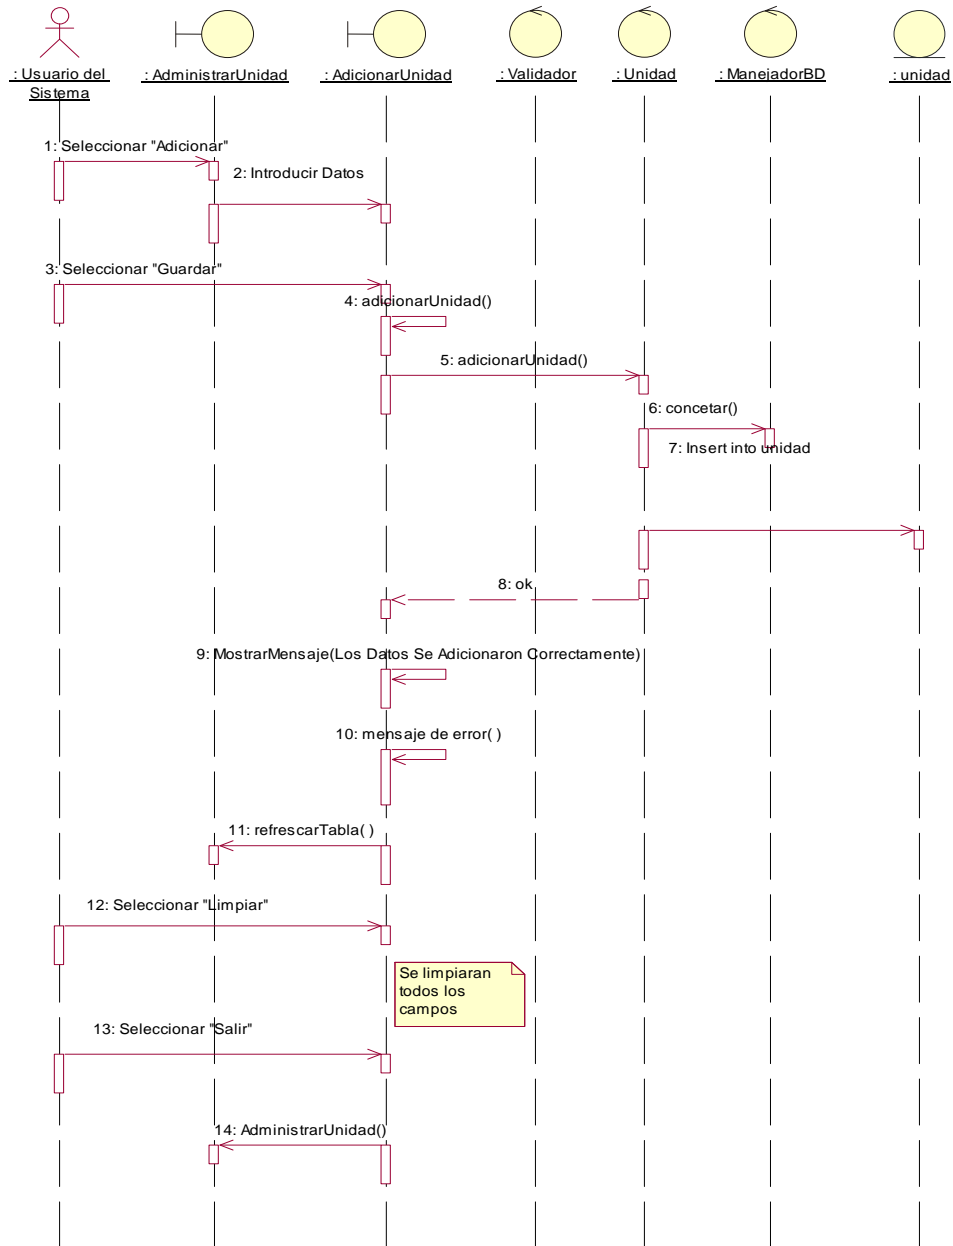 : Usuario del
Sistema
: AdministrarUnidad
: AdicionarUnidad
: Validador
: Unidad
: ManejadorBD
: unidad
1: Seleccionar "Adicionar"
2: Introducir Datos
3: Seleccionar "Guardar"
4: adicionarUnidad()
5: adicionarUnidad()
6: concetar()
7: Insert into unidad
8: ok
9: MostrarMensaje(Los Datos Se Adicionaron Correctamente)
10: mensaje de error( )
11: refrescarTabla( )
12: Seleccionar "Limpiar"
Se limpiaran
todos los
campos
13: Seleccionar "Salir"
14: AdministrarUnidad()